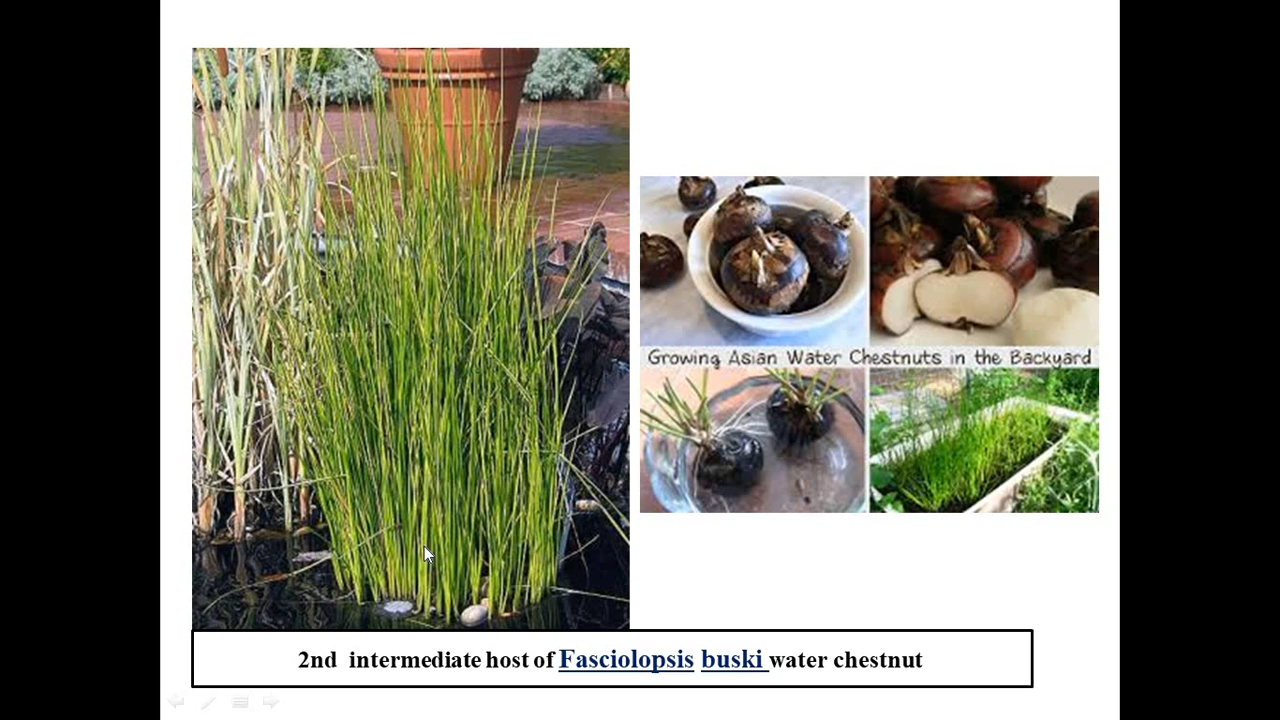 Growing Asian Water Chestnuts in the Backyard
2nd intermediate host of Fasciolopsis buski water chestnut